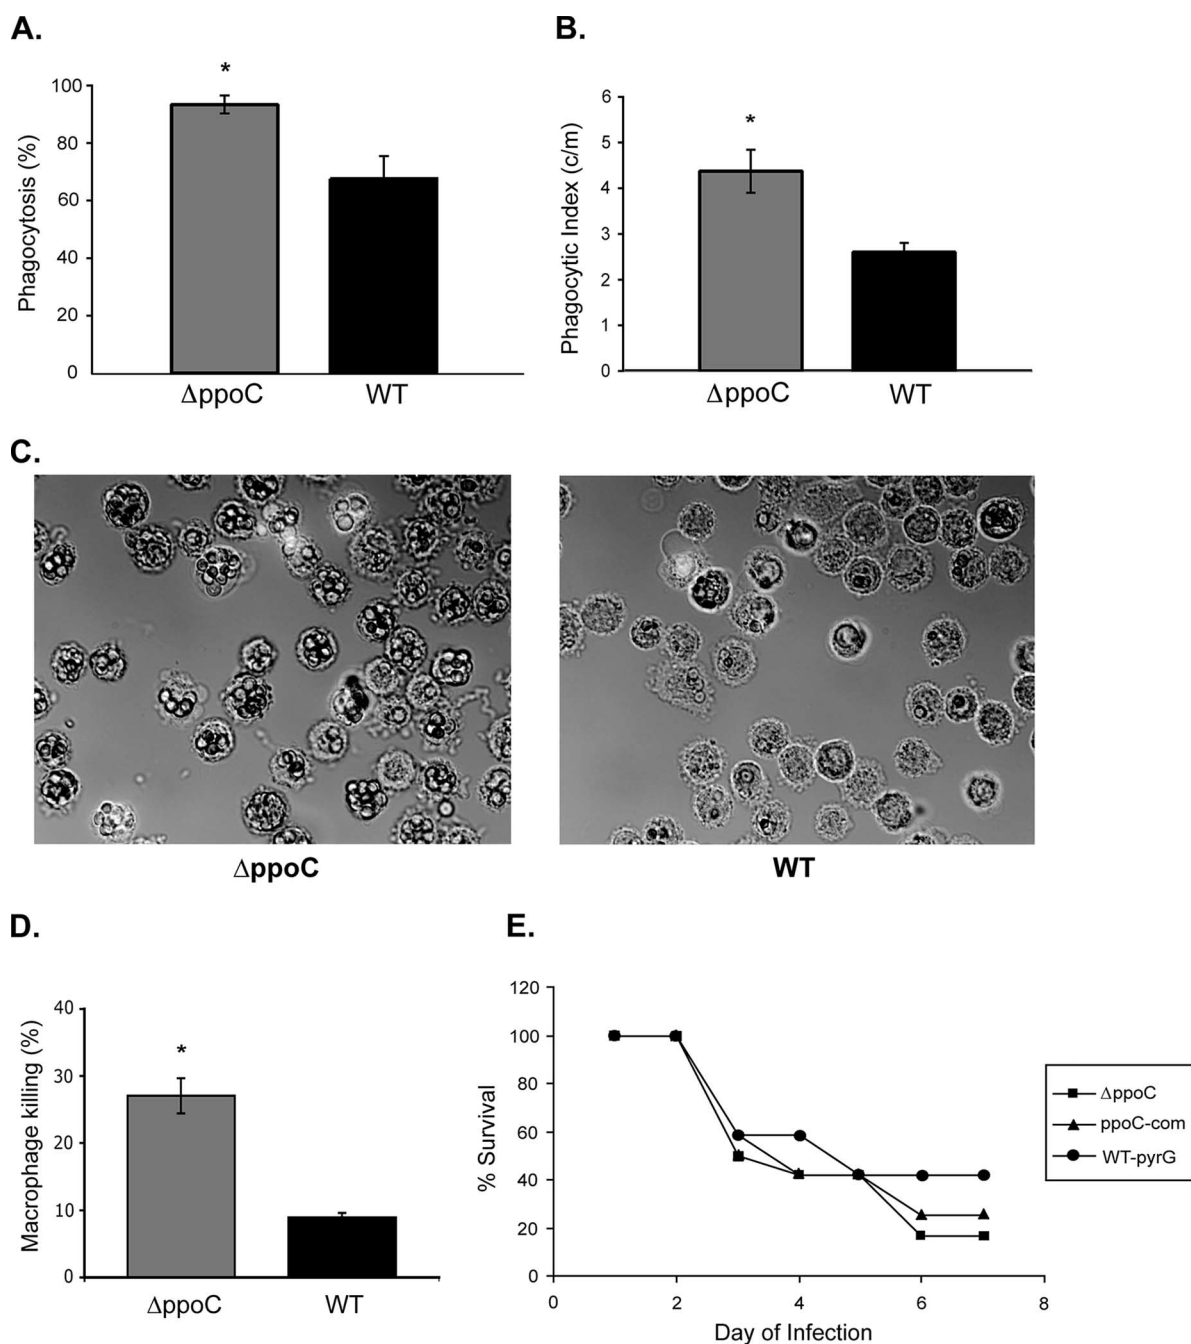 A.
*
100
80
60
40
20
0
Phagocytosis (%)
ΔppoC WT
B.
*
6
5
4
3
2
1
0
Phagocytic Index (c/m)
ΔppoC WT
C.
ΔppoC WT
D.
*
40
30
20
10
0
Macrophage killing (%)
ΔppoC WT
E.
120
100
80
60
40
20
0
% Survival
0 2 4 6 8
Day of Infection
ΔppoC
ppoC-com
WT-pyrG